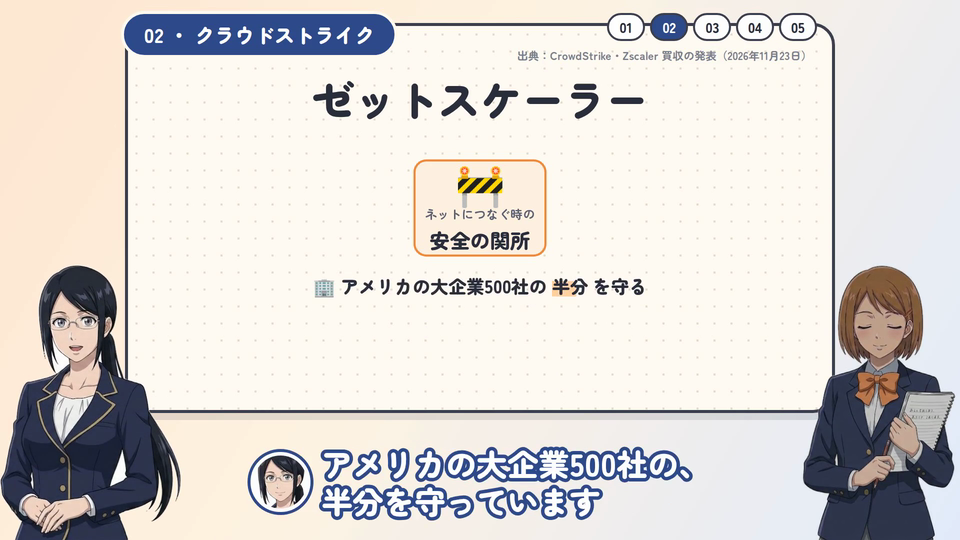 02 ・ クラウドストライク
01 02 03 04 05
出典：CrowdStrike・Zscaler 買収の発表（2026年11月23日）
ゼットスケーラー
ネットにつなぐ時の
安全の関所
アメリカの大企業500社の 半分 を守る
アメリカの大企業500社の、
半分を守っています